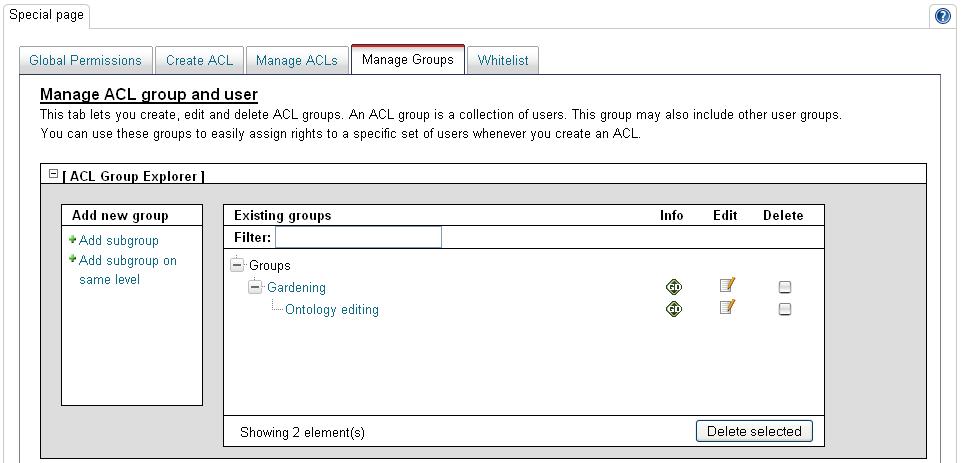 Special page
Global Permissions Create ACL Manage ACLs Manage Groups Whitelist
Manage ACL group and user
This tab lets you create, edit and delete ACL groups. An ACL group is a collection of users. This group may also include other user groups.
You can use these groups to easily assign rights to a specific set of users whenever you create an ACL.
[ ACL Group Explorer ]
Add new group
Add subgroup
Add subgroup on
same level
Existing groups Info Edit Delete
Filter:
Groups
Gardening GO
Ontology editing GO
Showing 2 element(s) Delete selected